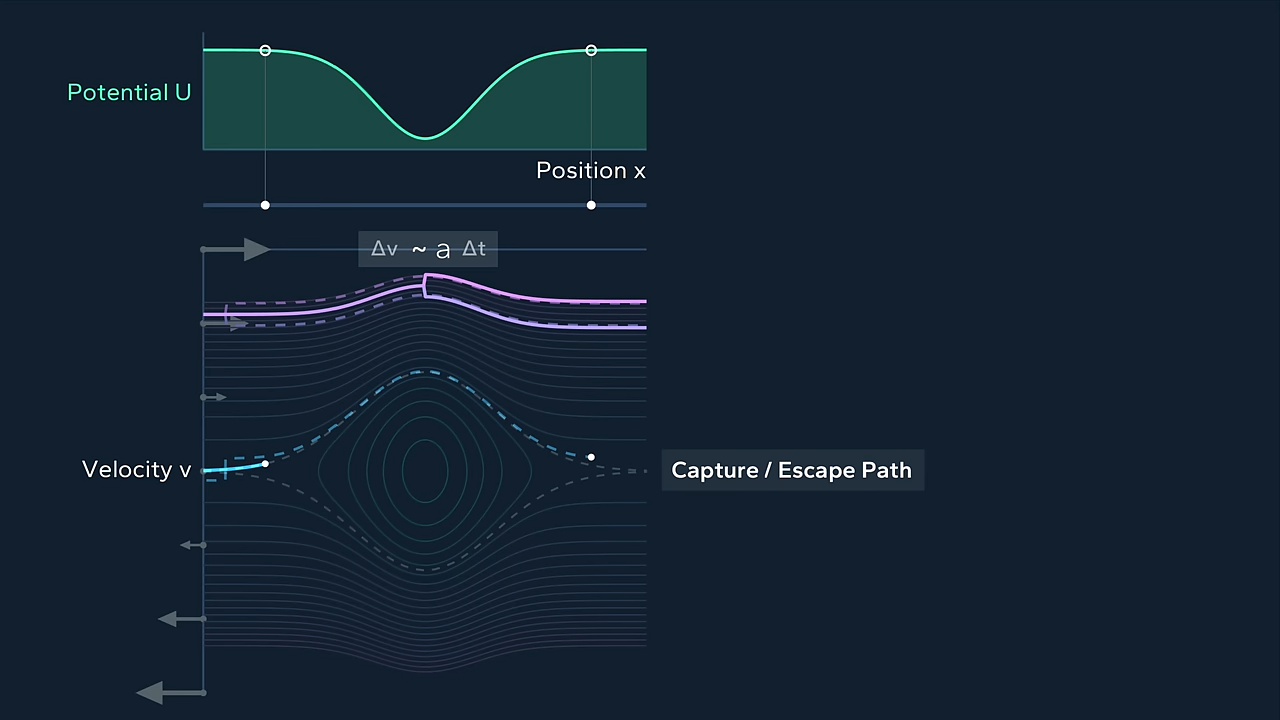 Potential U
Position x
Δv ~ a Δt
Velocity v
Capture / Escape Path